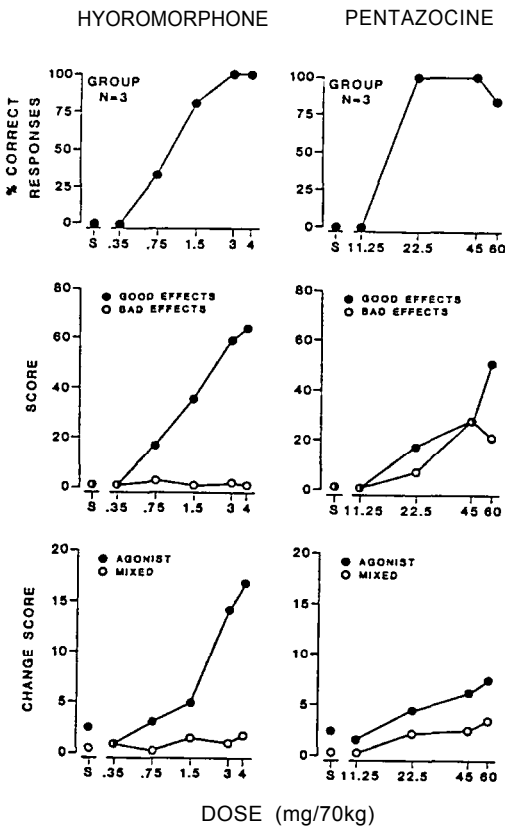 HYOROMORPHONE PENTAZOCINE
% CORRECT RESPONSES
100
75
50
25
0
GROUP
N=3
S .35 .75 1.5 3 4
100
75
50
25
0
GROUP
N=3
S 11.25 22.5 45 60
SCORE
80
60
40
20
0
GOOD EFFECTS
BAD EFFECTS
S .35 .75 1.5 3 4
80
60
40
20
0
GOOD EFFECTS
BAD EFFECTS
S 11.25 22.5 45 60
CHANGE SCORE
20
15
10
5
0
AGONIST
MIXED
S .35 .75 1.5 3 4
20
15
10
5
0
AGONIST
MIXED
S 11.25 22.5 45 60
DOSE (mg/70kg)